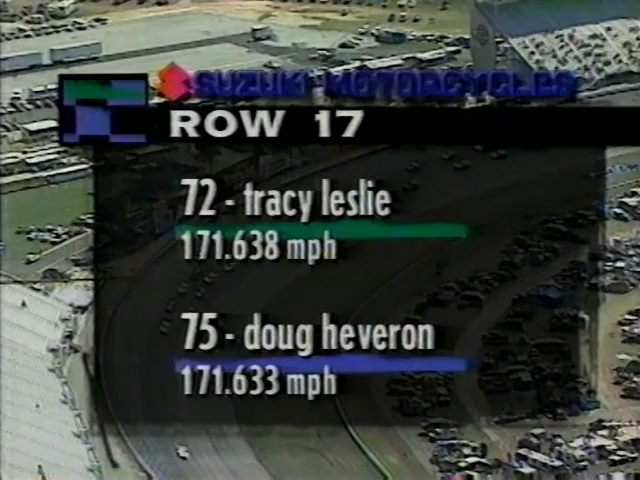 SUZUKI MOTORCYCLES
ROW 17
72 - tracy leslie
171.638 mph
75 - doug heveron
171.633 mph